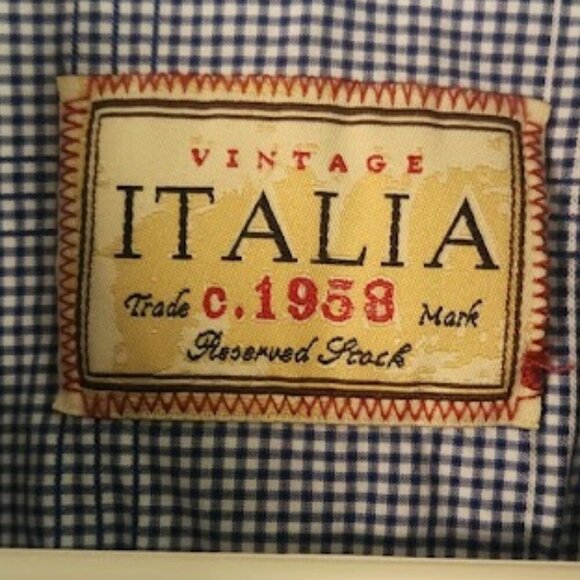 VINTAGE
ITALIA
Trade c.1958 Mark
Reserved Stock